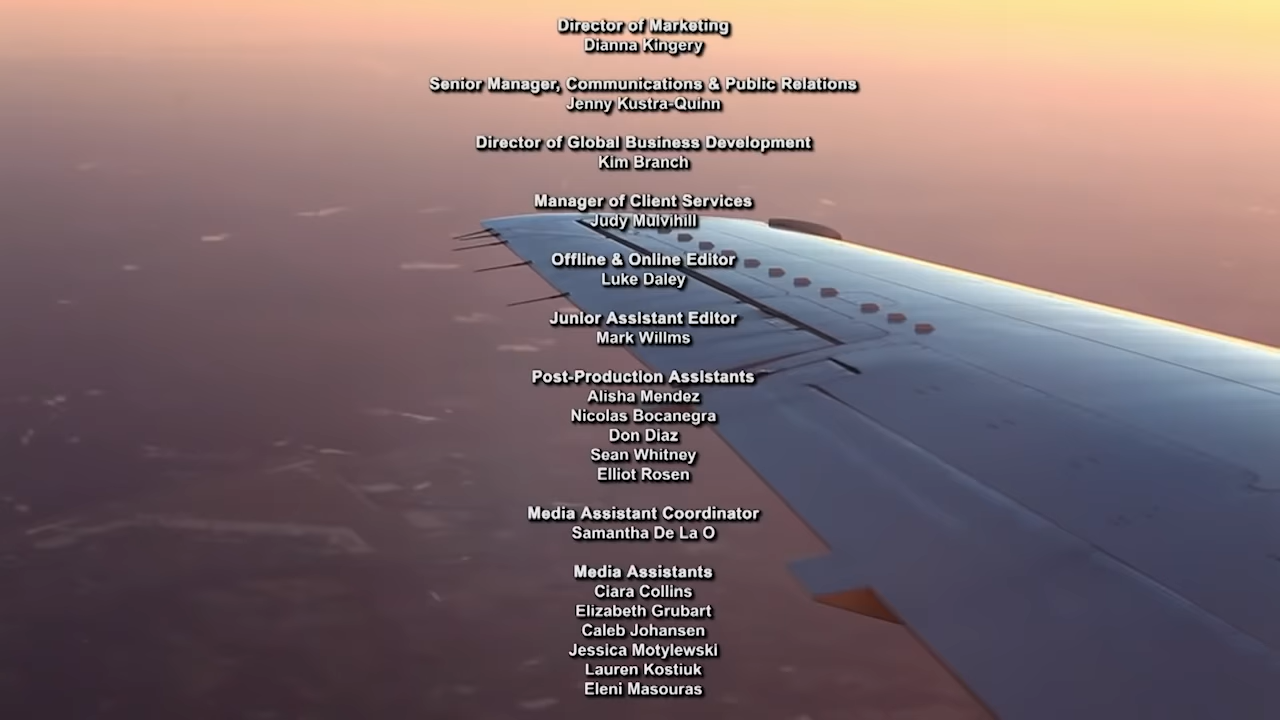 Director of Marketing
Dianna Kingery
Senior Manager, Communications & Public Relations
Jenny Kustra-Quinn
Director of Global Business Development
Kim Branch
Manager of Client Services
Judy Mulvihill
Offline & Online Editor
Luke Daley
Junior Assistant Editor
Mark Willms
Post-Production Assistants
Alisha Mendez
Nicolas Bocanegra
Don Diaz
Sean Whitney
Elliot Rosen
Media Assistant Coordinator
Samantha De La O
Media Assistants
Ciara Collins
Elizabeth Grubart
Caleb Johansen
Jessica Motylewski
Lauren Kostiuk
Eleni Masouras